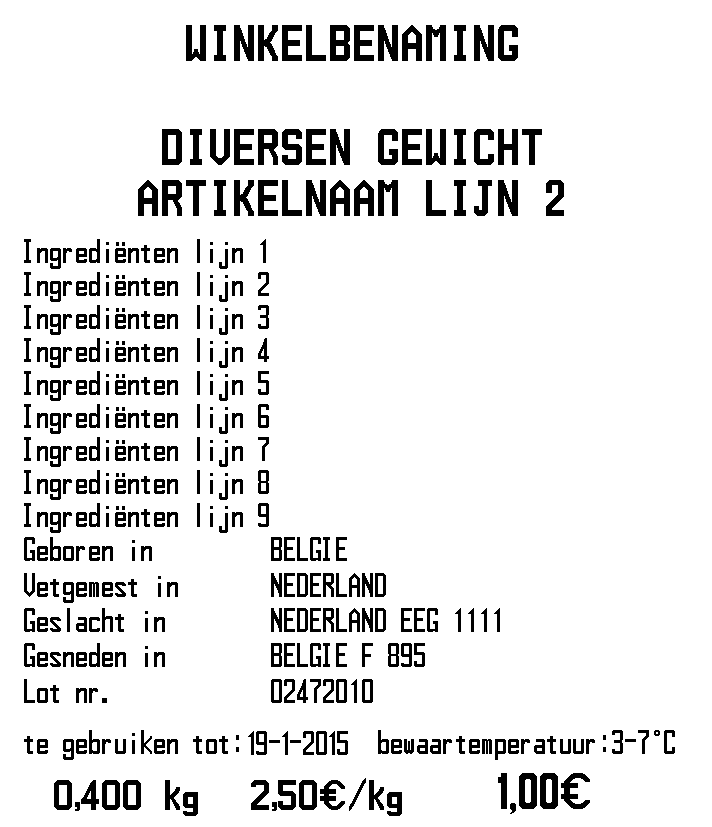 WINKELBENAMING
DIVERSEN GEWICHT
ARTIKELNAAM LIJN 2
Ingrediënten lijn 1
Ingrediënten lijn 2
Ingrediënten lijn 3
Ingrediënten lijn 4
Ingrediënten lijn 5
Ingrediënten lijn 6
Ingrediënten lijn 7
Ingrediënten lijn 8
Ingrediënten lijn 9
Geboren in BELGIE
Vetgemest in NEDERLAND
Geslacht in NEDERLAND EEG 1111
Gesneden in BELGIE F 895
Lot nr. 02472010
te gebruiken tot:19-1-2015 bewaartemperatuur:3-7°C
0,400 kg 2,50€/kg 1,00€